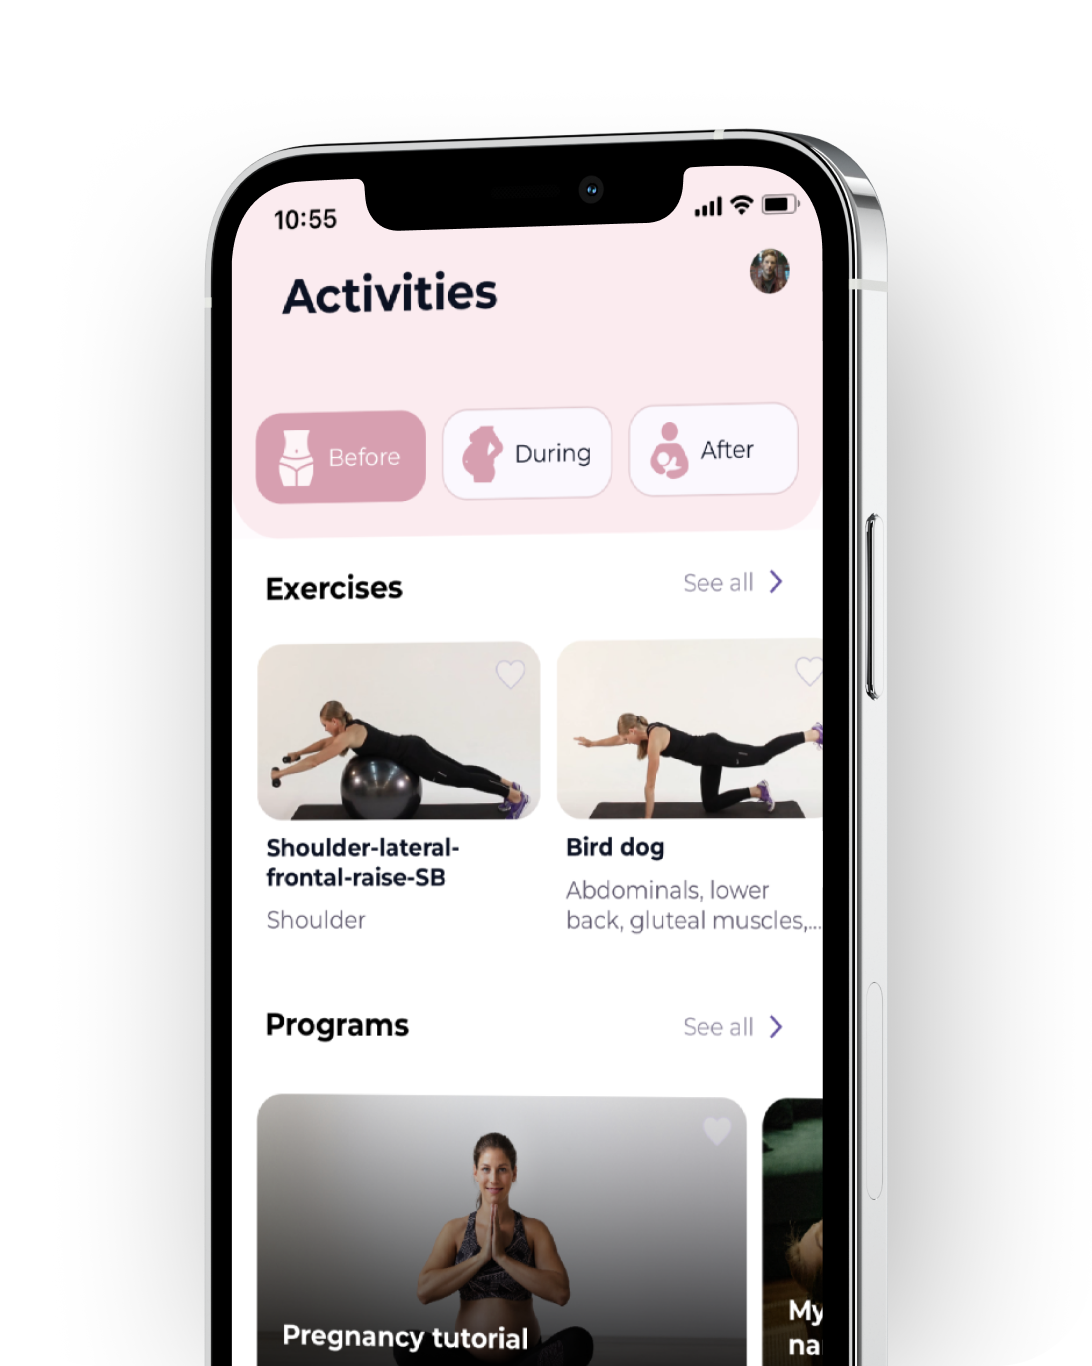 10:55
Activities
Before
During
After
Exercises
See all
Shoulder-lateral-
frontal-raise-SB
Shoulder
Bird dog
Abdominals, lower
back, gluteal muscles,...
Programs
See all
Pregnancy tutorial
My